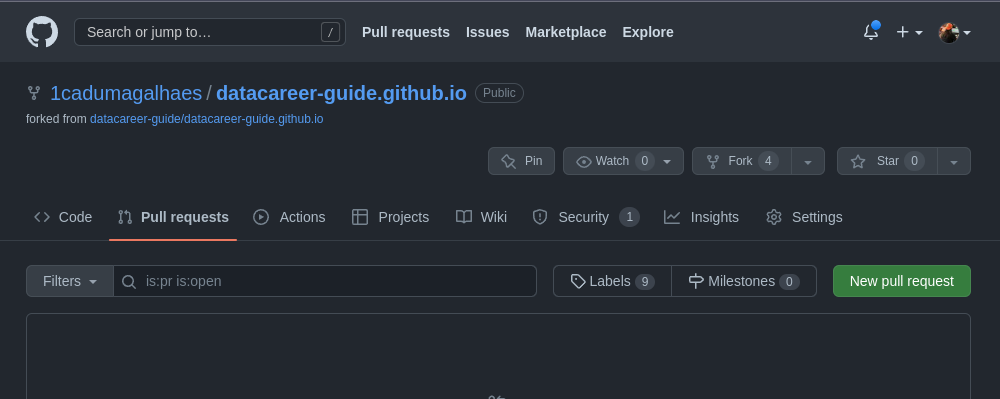 Search or jump to… / Pull requests Issues Marketplace Explore
1cadumagalhaes / datacareer-guide.github.io Public
forked from datacareer-guide/datacareer-guide.github.io
Pin Watch 0 Fork 4 Star 0
Code Pull requests Actions Projects Wiki Security 1 Insights Settings
Filters is:pr is:open Labels 9 Milestones 0 New pull request